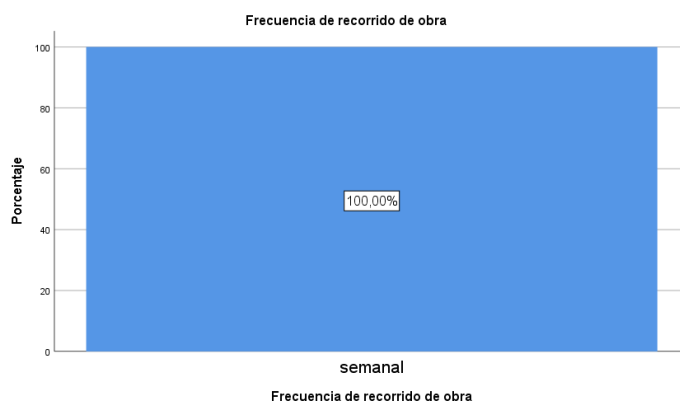 Frecuencia de recorrido de obra
Porcentaje
100
80
60
40
20
0
100,00%
semanal
Frecuencia de recorrido de obra